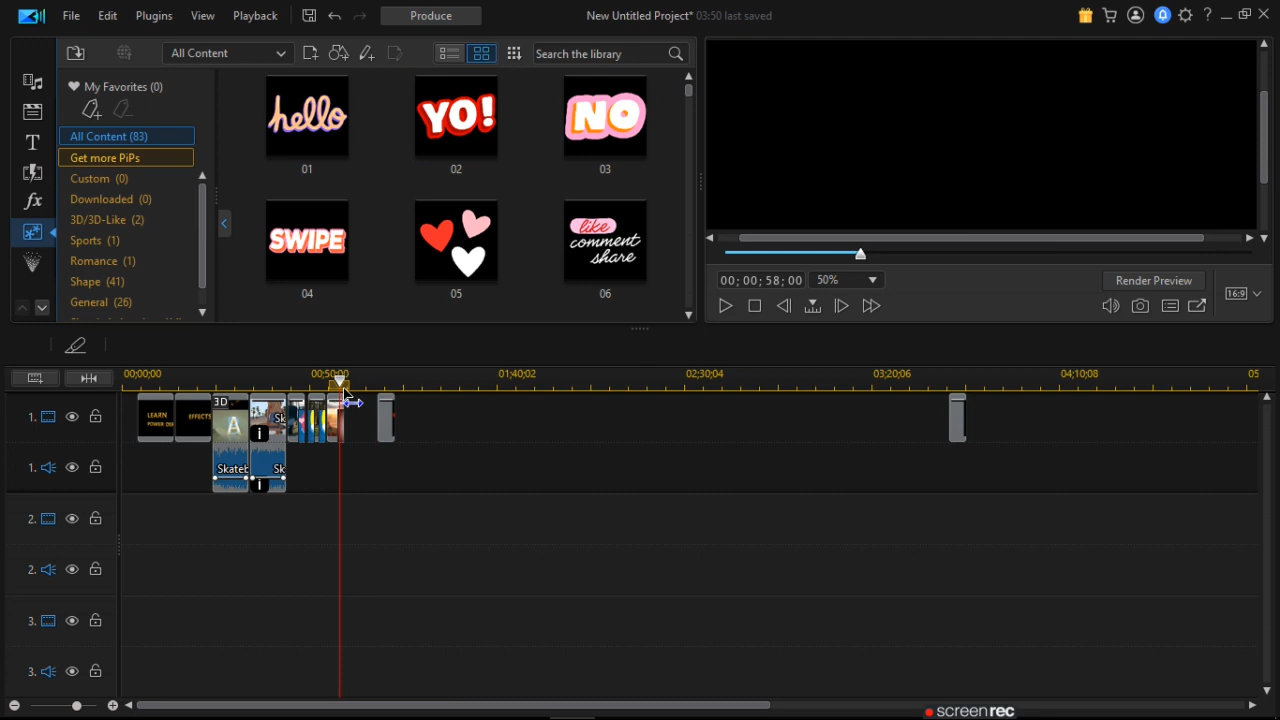 File Edit Plugins View Playback Produce New Untitled Project* 03:50 last saved
All Content Search the library
My Favorites (0)
All Content (83)
Get more PiPs
Custom (0)
Downloaded (0)
3D/3D-Like (2)
Sports (1)
Romance (1)
Shape (41)
General (26)
hello YO! NO
01 02 03
SWIPE like comment share
04 05 06
00;00;58;00 50% Render Preview 16:9
00;00;00 00;50;00 01;40;02 02;30;04 03;20;06 04;10;08 05
1. LEARN EFFECTS 3D A Sk
1. Skateb Sk
2.
2.
3.
3.
screenrec